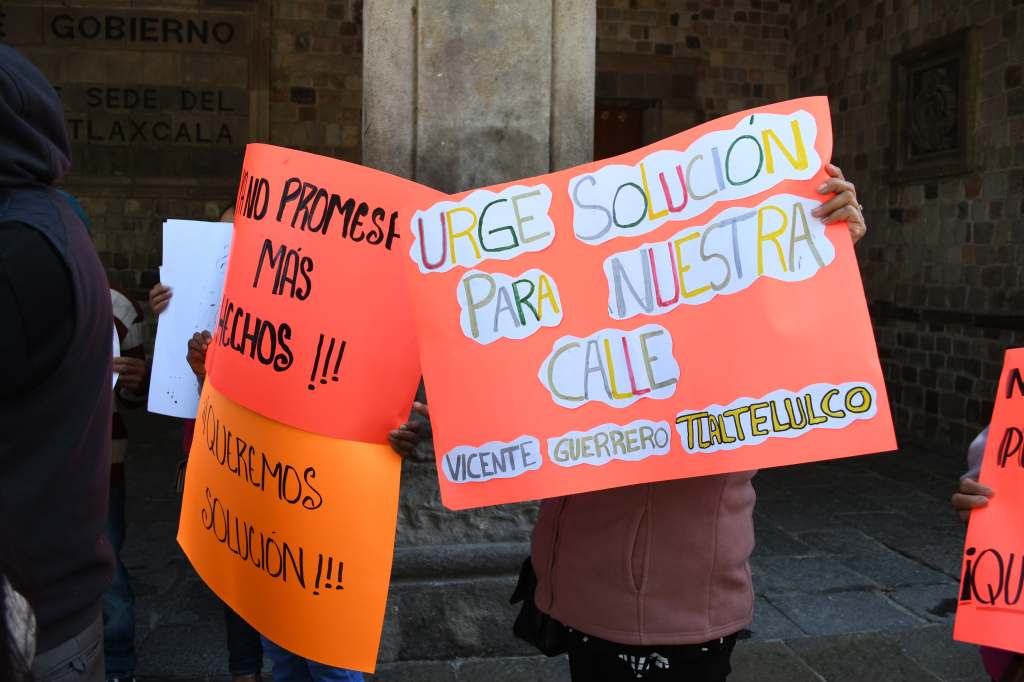 GOBIERNO
SEDE DEL
TLAXCALA
NO PROMESA
MÁS
HECHOS !!!
¡¡QUEREMOS
SOLUCIÓN!!!
URGE SOLUCIÓN
PARA NUESTRA
CALLE
VICENTE GUERRERO TLALTELULCO
¡QU